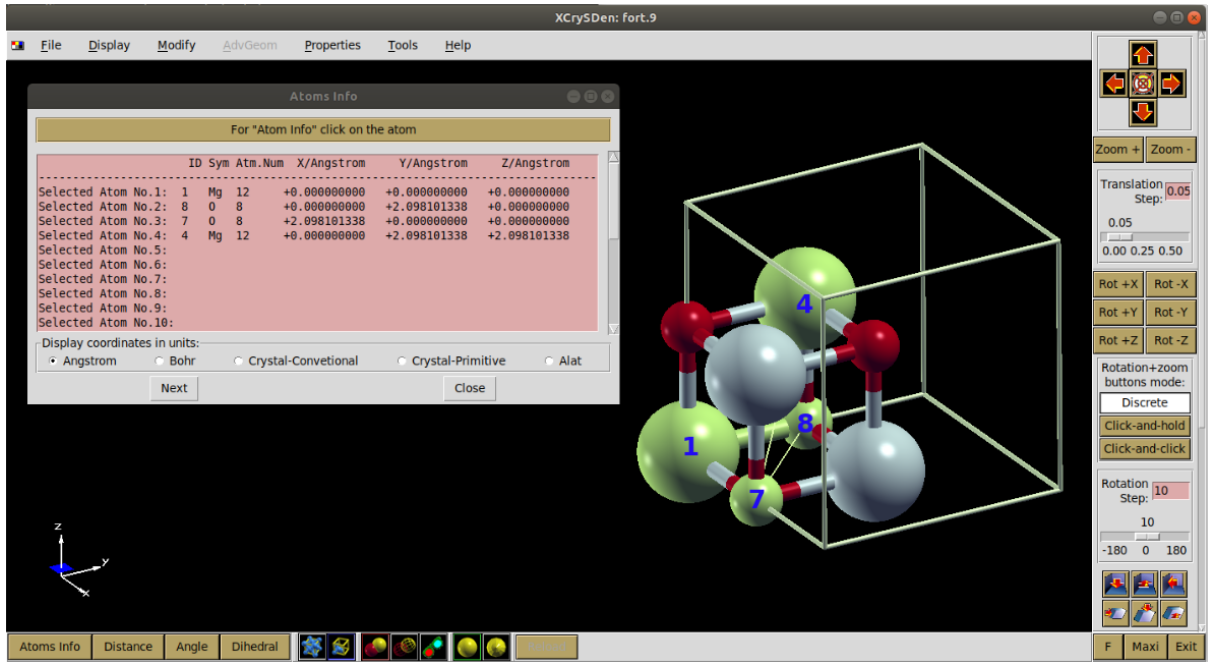 XCrySDen: fort.9
File Display Modify AdvGeom Properties Tools Help
Atoms Info
For "Atom Info" click on the atom
ID Sym Atm.Num X/Angstrom Y/Angstrom Z/Angstrom
Selected Atom No.1: 1 Mg 12 +0.000000000 +0.000000000 +0.000000000
Selected Atom No.2: 8 O 8 +0.000000000 +2.098101338 +0.000000000
Selected Atom No.3: 7 O 8 +2.098101338 +0.000000000 +0.000000000
Selected Atom No.4: 4 Mg 12 +0.000000000 +2.098101338 +2.098101338
Selected Atom No.5:
Selected Atom No.6:
Selected Atom No.7:
Selected Atom No.8:
Selected Atom No.9:
Selected Atom No.10:
Display coordinates in units:
Angstrom Bohr Crystal-Convetional Crystal-Primitive Alat
Next Close
4
8
1
7
z
y
x
Zoom + Zoom -
Translation
Step: 0.05
0.05
0.00 0.25 0.50
Rot +X Rot -X
Rot +Y Rot -Y
Rot +Z Rot -Z
Rotation+zoom
buttons mode:
Discrete
Click-and-hold
Click-and-click
Rotation
Step: 10
10
-180 0 180
Atoms Info Distance Angle Dihedral
F Maxi Exit